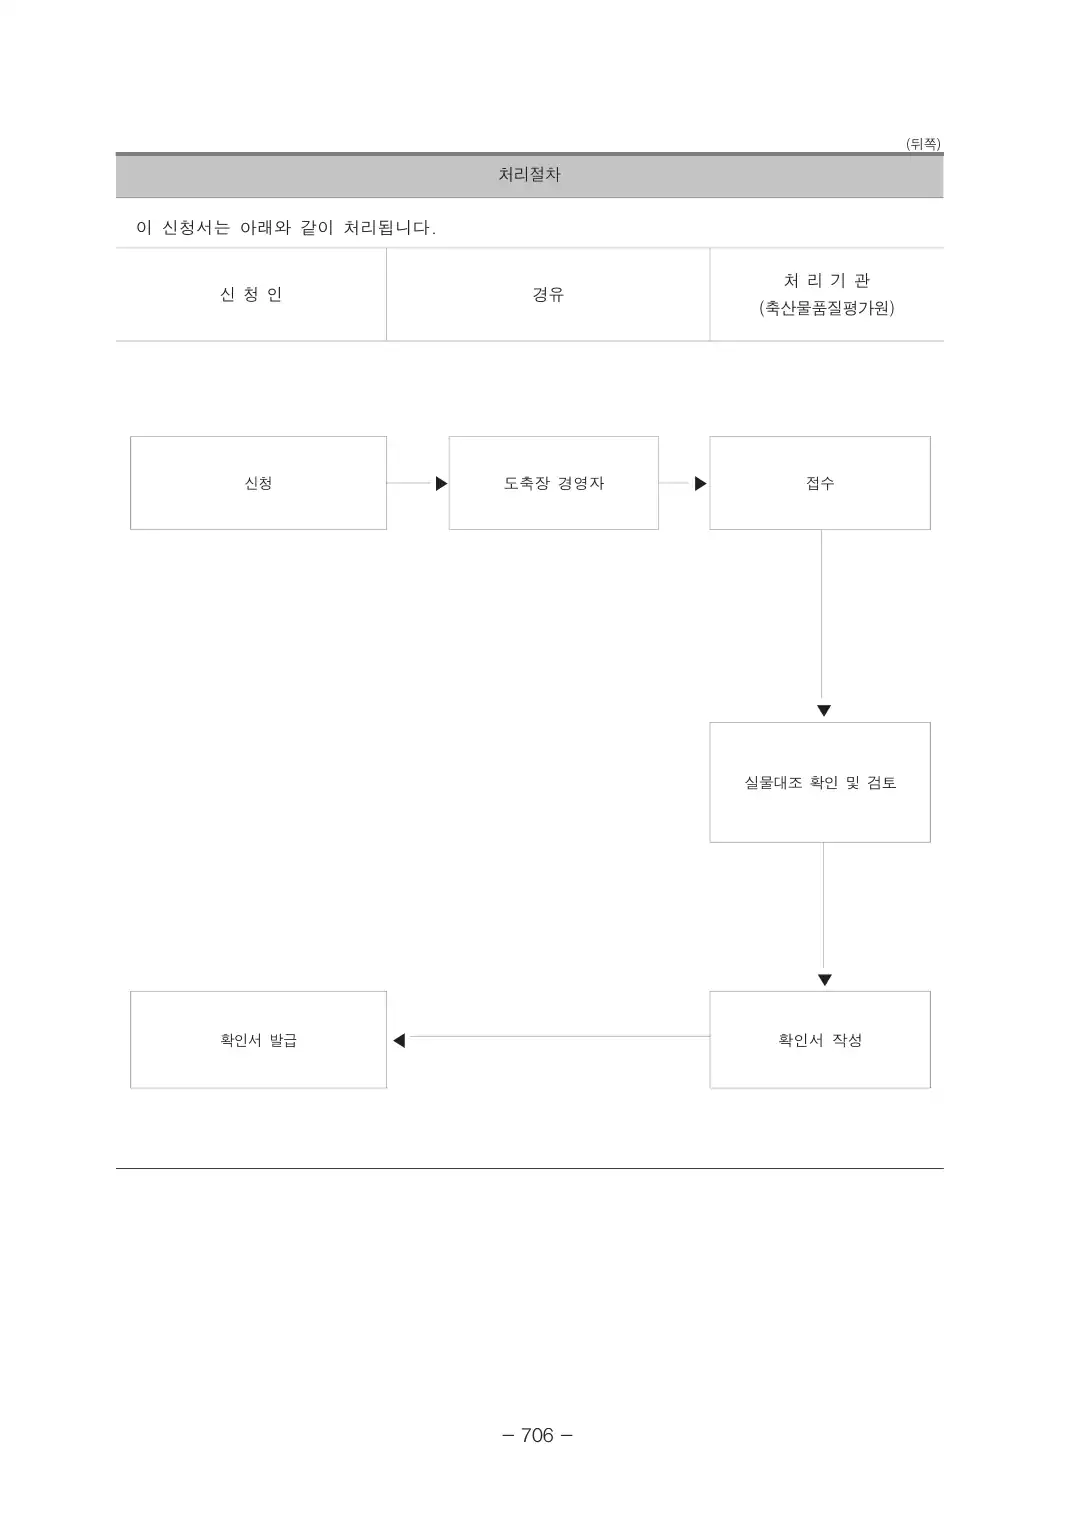 (뒤쪽)
처리절차
이 신청서는 아래와 같이 처리됩니다.
신 청 인
경유
처 리 기 관
(축산물품질평가원)
신청
도축장 경영자
접수
실물대조 확인 및 검토
확인서 발급
확인서 작성
- 706 -